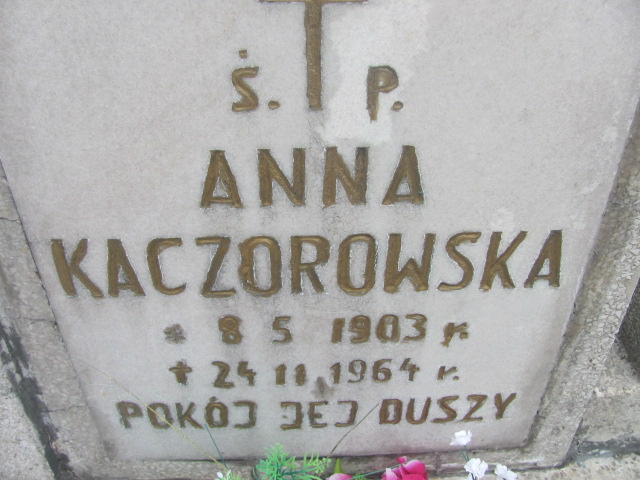 Ś. P.
ANNA
KACZOROWSKA
* 8 5 1903 r.
† 24 11 1964 r.
POKÓJ JEJ DUSZY